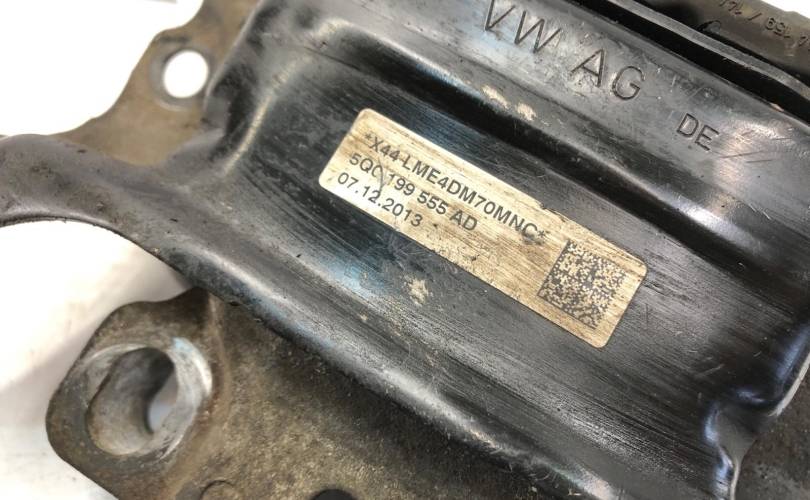 VW AG
DE
*X44 LME4DM70MNC*
5Q0 199 555 AD
07.12.2013